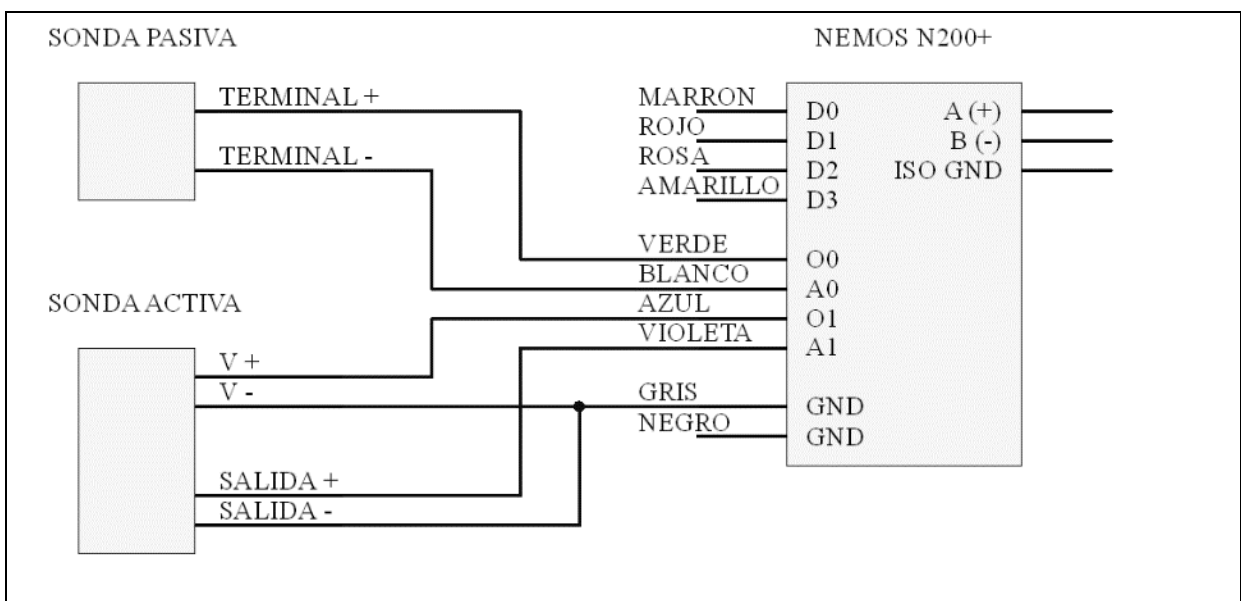 SONDA PASIVA
NEMOS N200+
TERMINAL +
TERMINAL -
MARRON
ROJO
ROSA
AMARILLO
D0
D1
D2
D3
A (+)
B (-)
ISO GND
VERDE
BLANCO
AZUL
VIOLETA
O0
A0
O1
A1
SONDA ACTIVA
V +
V -
GRIS
NEGRO
GND
GND
SALIDA +
SALIDA -